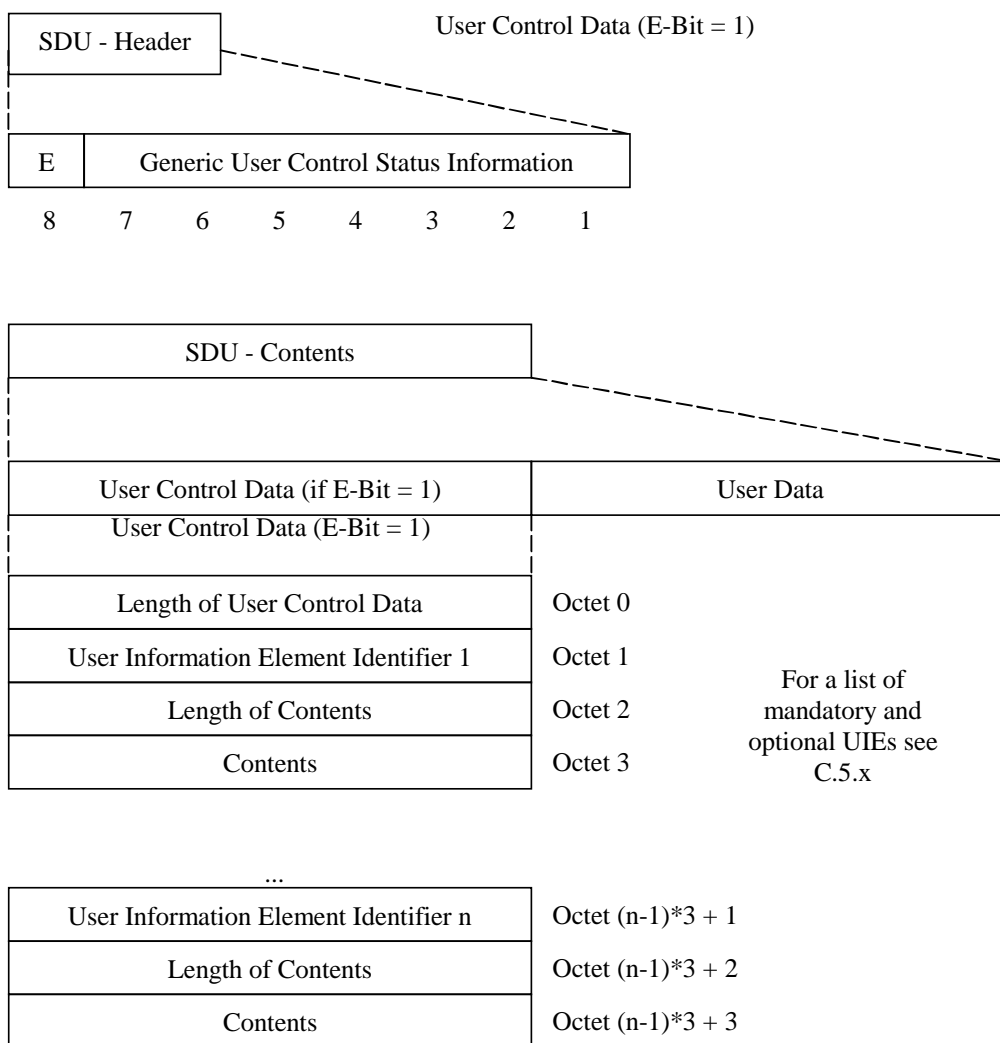 User Control Data (E-Bit = 1)
SDU - Header
E Generic User Control Status Information
8 7 6 5 4 3 2 1
SDU - Contents
User Control Data (if E-Bit = 1) User Data
User Control Data (E-Bit = 1)
Length of User Control Data Octet 0
User Information Element Identifier 1 Octet 1
Length of Contents Octet 2
Contents Octet 3
For a list of
mandatory and
optional UIEs see
C.5.x
...
User Information Element Identifier n Octet (n-1)*3 + 1
Length of Contents Octet (n-1)*3 + 2
Contents Octet (n-1)*3 + 3